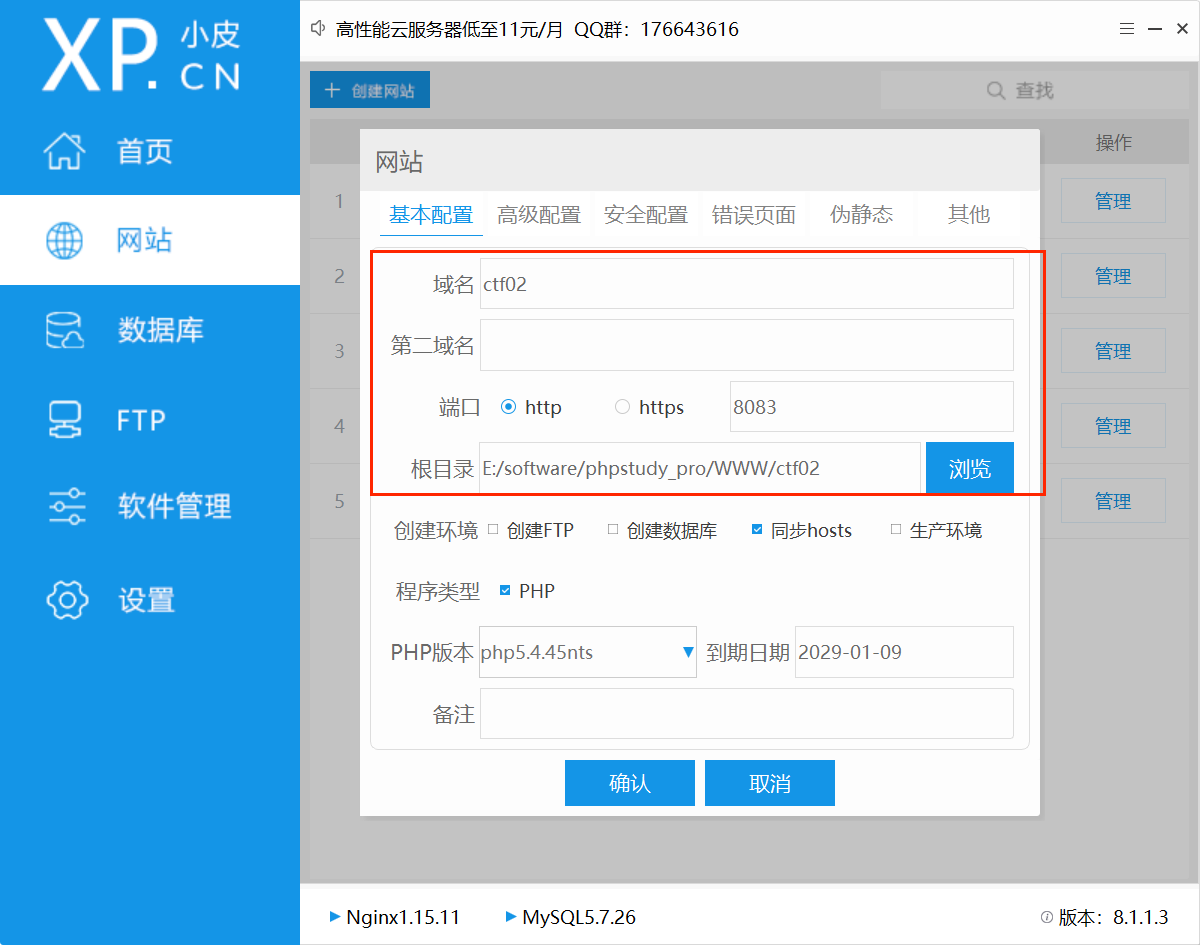 XP.CN 小皮
高性能云服务器低至11元/月 QQ群：176643616
首页
网站
数据库
FTP
软件管理
设置
创建网站
查找
操作
1 管理
2 管理
3 管理
4 管理
5 管理
网站
基本配置 高级配置 安全配置 错误页面 伪静态 其他
域名 ctf02
第二域名
端口 http https 8083
根目录 E:/software/phpstudy_pro/WWW/ctf02 浏览
创建环境 创建FTP 创建数据库 同步hosts 生产环境
程序类型 PHP
PHP版本 php5.4.45nts 到期日期 2029-01-09
备注
确认 取消
Nginx1.15.11 MySQL5.7.26 版本：8.1.1.3